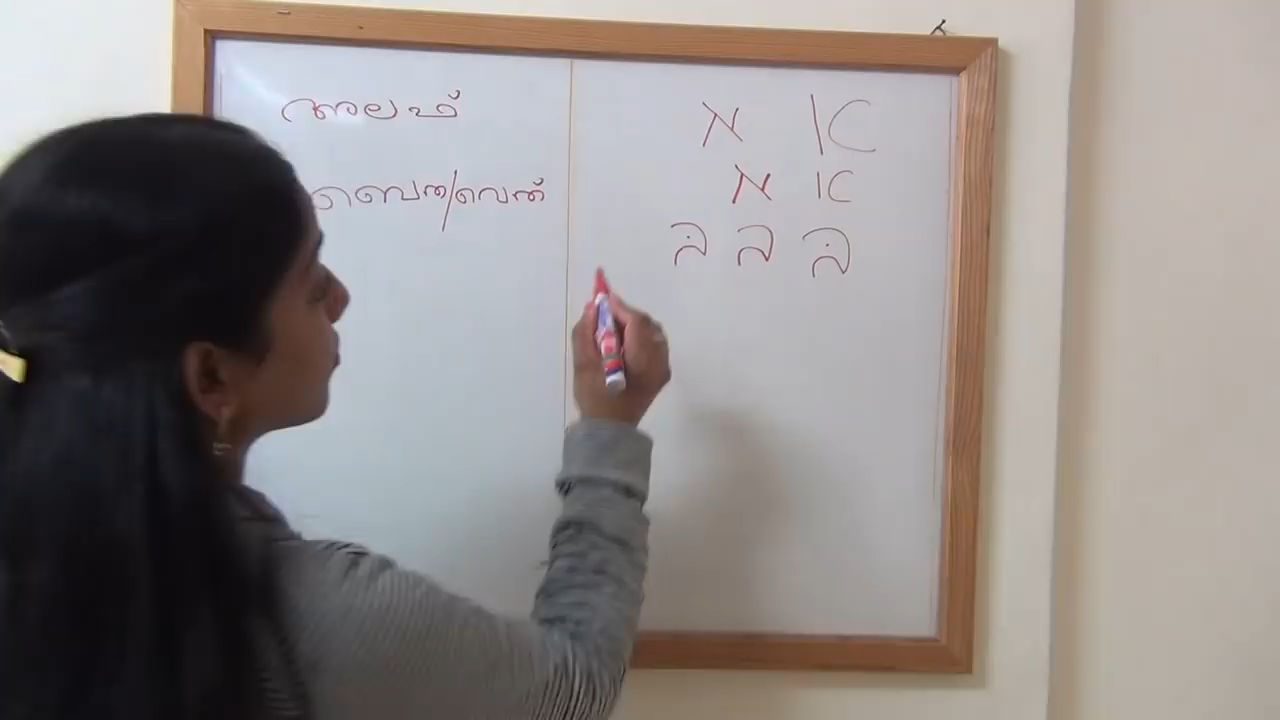 അലഫ്
ബെത/വെത്
א א
א א
בּ ב בּ